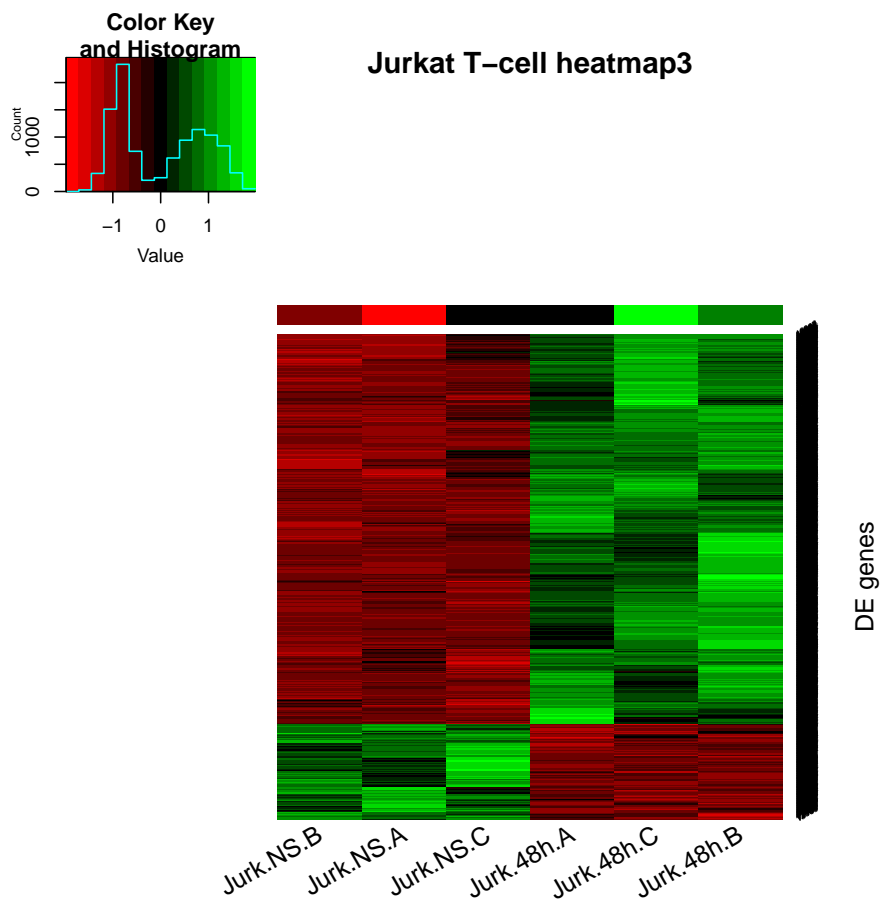 Color Key
and Histogram
Jurkat T−cell heatmap3
Count
1000
0
−1 0 1
Value
DE genes
Jurk.NS.B
Jurk.NS.A
Jurk.NS.C
Jurk.48h.A
Jurk.48h.C
Jurk.48h.B